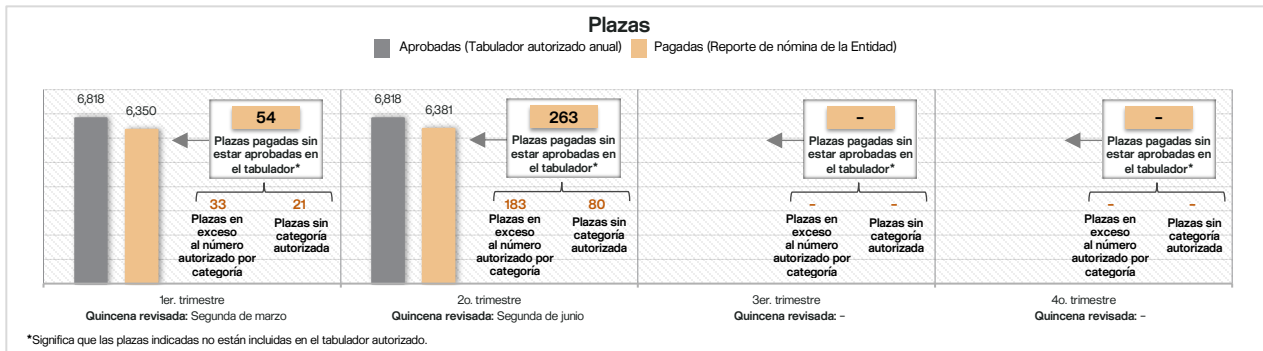 Plazas
Aprobadas (Tabulador autorizado anual)
Pagadas (Reporte de nómina de la Entidad)
6,818
6,350
54
Plazas pagadas sin
estar aprobadas en
el tabulador*
33
Plazas en
exceso
al número
autorizado por
categoría
21
Plazas sin
categoría
autorizada
1er. trimestre
Quincena revisada: Segunda de marzo
6,818
6,381
263
Plazas pagadas sin
estar aprobadas en
el tabulador*
183
Plazas en
exceso
al número
autorizado por
categoría
80
Plazas sin
categoría
autorizada
2o. trimestre
Quincena revisada: Segunda de junio
-
Plazas pagadas sin
estar aprobadas en
el tabulador*
-
Plazas en
exceso
al número
autorizado por
categoría
-
Plazas sin
categoría
autorizada
3er. trimestre
Quincena revisada: -
-
Plazas pagadas sin
estar aprobadas en
el tabulador*
-
Plazas en
exceso
al número
autorizado por
categoría
-
Plazas sin
categoría
autorizada
4o. trimestre
Quincena revisada: -
*Significa que las plazas indicadas no están incluidas en el tabulador autorizado.